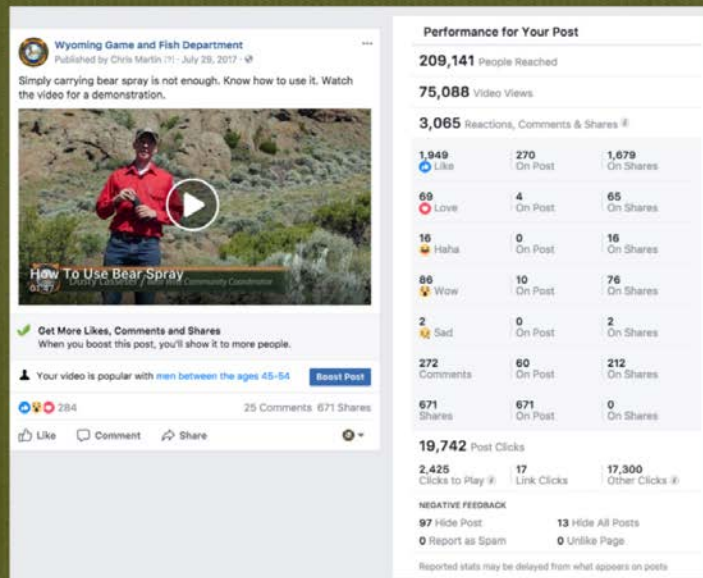 Wyoming Game and Fish Department
Published by Chris Martin [?] · July 29, 2017 ·
Simply carrying bear spray is not enough. Know how to use it. Watch
the video for a demonstration.
How To Use Bear Spray
01:47
Dusty Lasseter / Bear Wise Community Coordinator
Get More Likes, Comments and Shares
When you boost this post, you'll show it to more people.
Your video is popular with men between the ages 45-54
Boost Post
284
25 Comments 671 Shares
Like Comment Share
Performance for Your Post
209,141 People Reached
75,088 Video Views
3,065 Reactions, Comments & Shares
1,949 270 1,679
Like On Post On Shares
69 4 65
Love On Post On Shares
16 0 16
Haha On Post On Shares
86 10 76
Wow On Post On Shares
2 0 2
Sad On Post On Shares
272 60 212
Comments On Post On Shares
671 671 0
Shares On Post On Shares
19,742 Post Clicks
2,425 17 17,300
Clicks to Play Link Clicks Other Clicks
NEGATIVE FEEDBACK
97 Hide Post 13 Hide All Posts
0 Report as Spam 0 Unlike Page
Reported stats may be delayed from what appears on posts